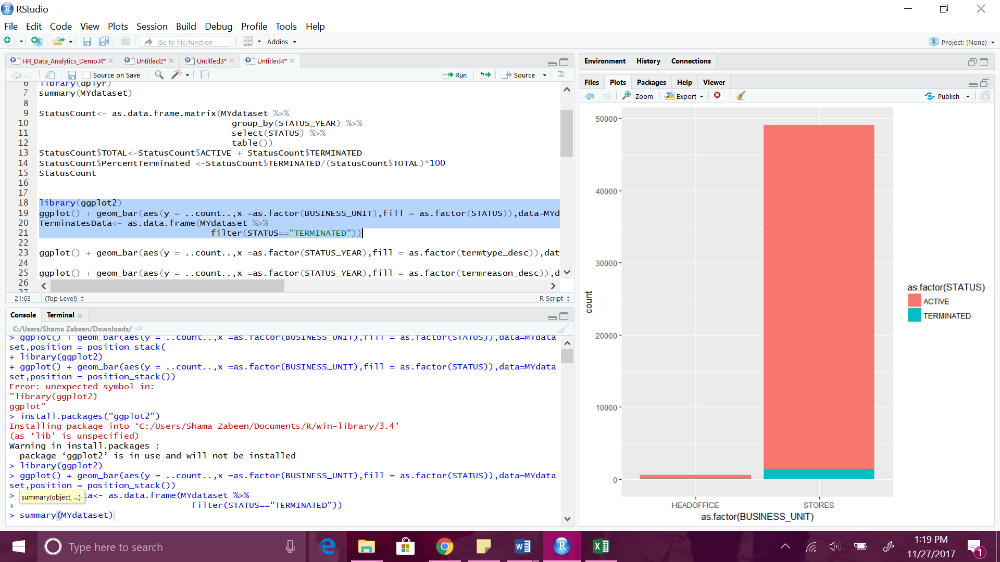 RStudio
File Edit Code View Plots Session Build Debug Profile Tools Help
Go to file/function Addins Project: (None)
HR_Data_Analytics_Demo.R* Untitled2* Untitled3* Untitled4*
Source on Save Run Source
6 library(dplyr)
7 summary(MYdataset)
8
9 StatusCount<- as.data.frame.matrix(MYdataset %>%
10 group_by(STATUS_YEAR) %>%
11 select(STATUS) %>%
12 table())
13 StatusCount$TOTAL<-StatusCount$ACTIVE + StatusCount$TERMINATED
14 StatusCount$PercentTerminated <-StatusCount$TERMINATED/(StatusCount$TOTAL)*100
15 StatusCount
16
17
18 library(ggplot2)
19 ggplot() + geom_bar(aes(y = ..count..,x =as.factor(BUSINESS_UNIT),fill = as.factor(STATUS)),data=MYd
20 TerminatesData<- as.data.frame(MYdataset %>%
21 filter(STATUS=="TERMINATED"))
22
23 ggplot() + geom_bar(aes(y = ..count..,x =as.factor(STATUS_YEAR),fill = as.factor(termtype_desc)),dat
24
25 ggplot() + geom_bar(aes(y = ..count..,x =as.factor(STATUS_YEAR),fill = as.factor(termreason_desc)),d
26
27
21:63 (Top Level) R Script
Console Terminal
C:/Users/Shama Zabeen/Downloads/
> ggplot() + geom_bar(aes(y = ..count..,x =as.factor(BUSINESS_UNIT),fill = as.factor(STATUS)),data=MYdata
set,position = position_stack(
+ library(ggplot2)
+ ggplot() + geom_bar(aes(y = ..count..,x =as.factor(BUSINESS_UNIT),fill = as.factor(STATUS)),data=MYdata
set,position = position_stack())
Error: unexpected symbol in:
"library(ggplot2)
ggplot"
> install.packages("ggplot2")
Installing package into ‘C:/Users/Shama Zabeen/Documents/R/win-library/3.4’
(as ‘lib’ is unspecified)
Warning in install.packages :
package ‘ggplot2’ is in use and will not be installed
> library(ggplot2)
> ggplot() + geom_bar(aes(y = ..count..,x =as.factor(BUSINESS_UNIT),fill = as.factor(STATUS)),data=MYdata
set,position = position_stack())
> summary(object, ...) ta<- as.data.frame(MYdataset %>%
+ filter(STATUS=="TERMINATED"))
> summary(MYdataset)
Environment History Connections
Files Plots Packages Help Viewer
Zoom Export Publish
50000
40000
30000
20000
10000
0
count
HEADOFFICE STORES
as.factor(BUSINESS_UNIT)
as.factor(STATUS)
ACTIVE
TERMINATED
Type here to search
1:19 PM
11/27/2017
1